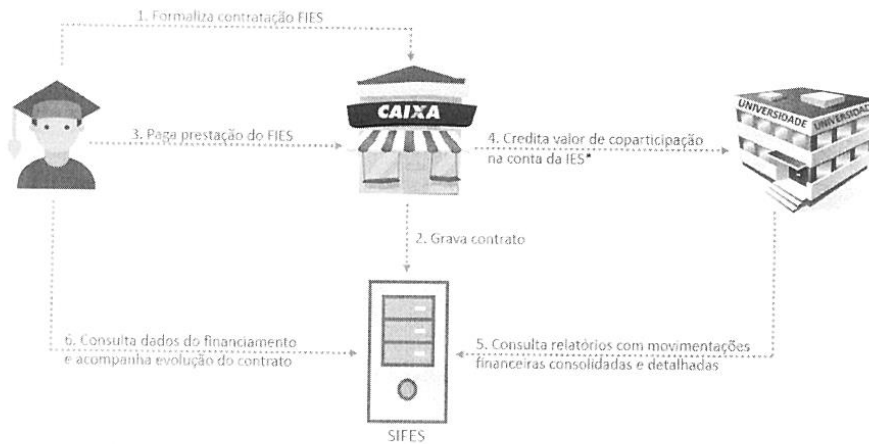 1. Formaliza contratação FIES
CAIXA
UNIVERSIDADE
UNIVERSIDADE
3. Paga prestação do FIES
4. Credita valor de coparticipação
na conta da IES*
2. Grava contrato
6. Consulta dados do financiamento
e acompanha evolução do contrato
5. Consulta relatórios com movimentações
financeiras consolidadas e detalhadas
SIFES